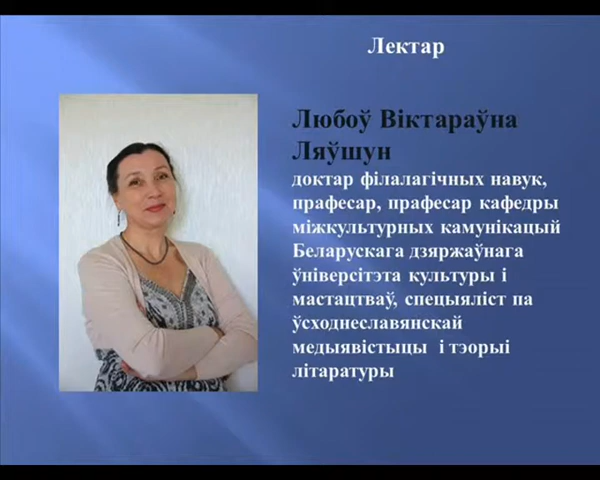 Лектар
Любоў Віктараўна
Ляўшун
доктар філалагічных навук,
прафесар, прафесар кафедры
міжкультурных камунікацый
Беларускага дзяржаўнага
ўніверсітэта культуры і
мастацтваў, спецыяліст па
ўсходнеславянскай
медыявістыцы і тэорыі
літаратуры